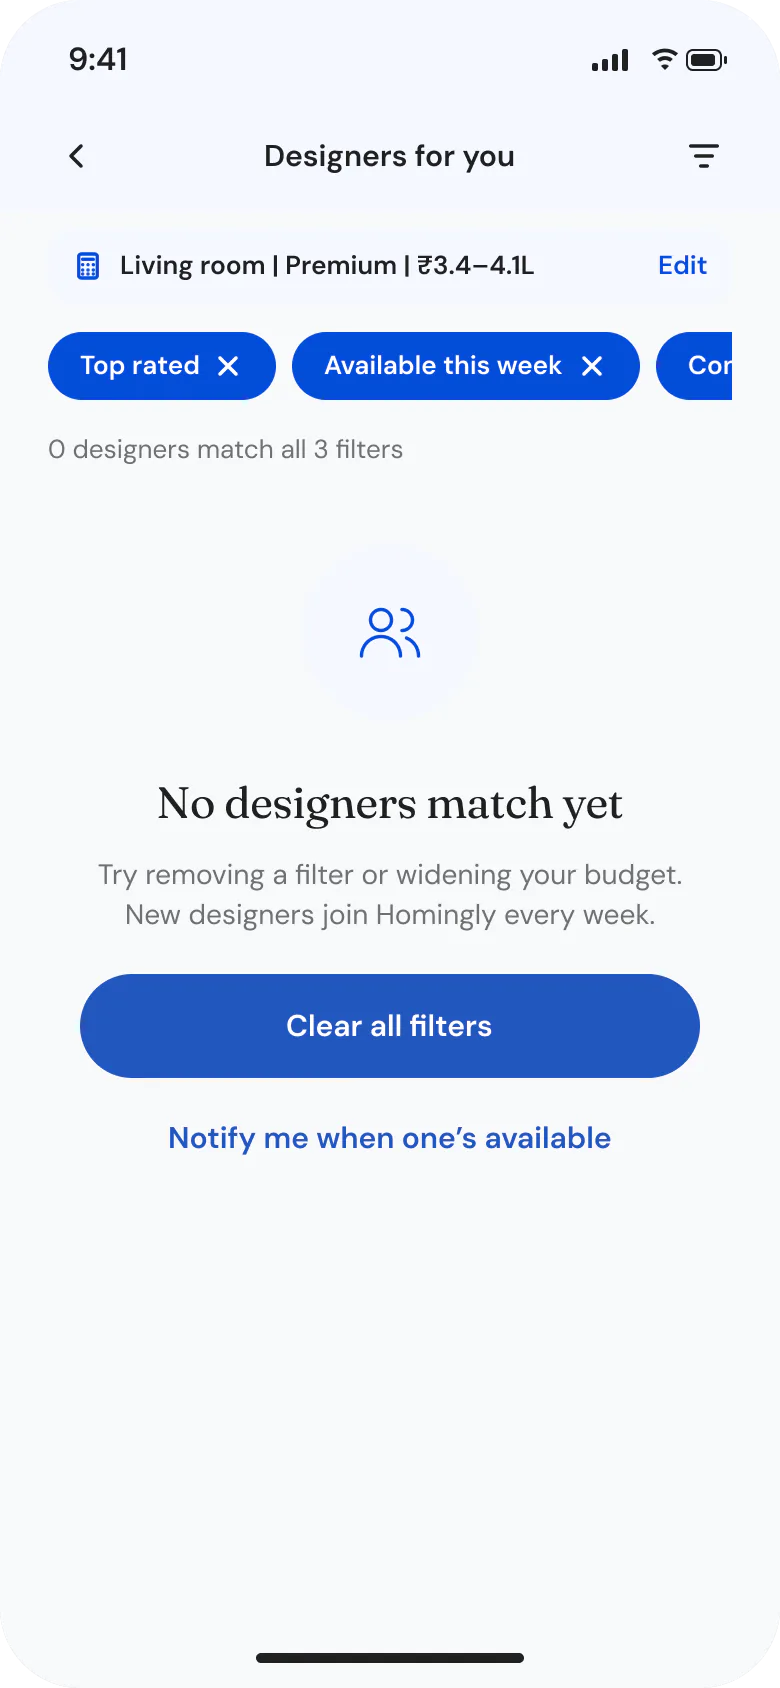 9:41
Designers for you
Living room | Premium | ₹3.4–4.1L Edit
Top rated Available this week Cor
0 designers match all 3 filters
No designers match yet
Try removing a filter or widening your budget.
New designers join Homingly every week.
Clear all filters
Notify me when one’s available